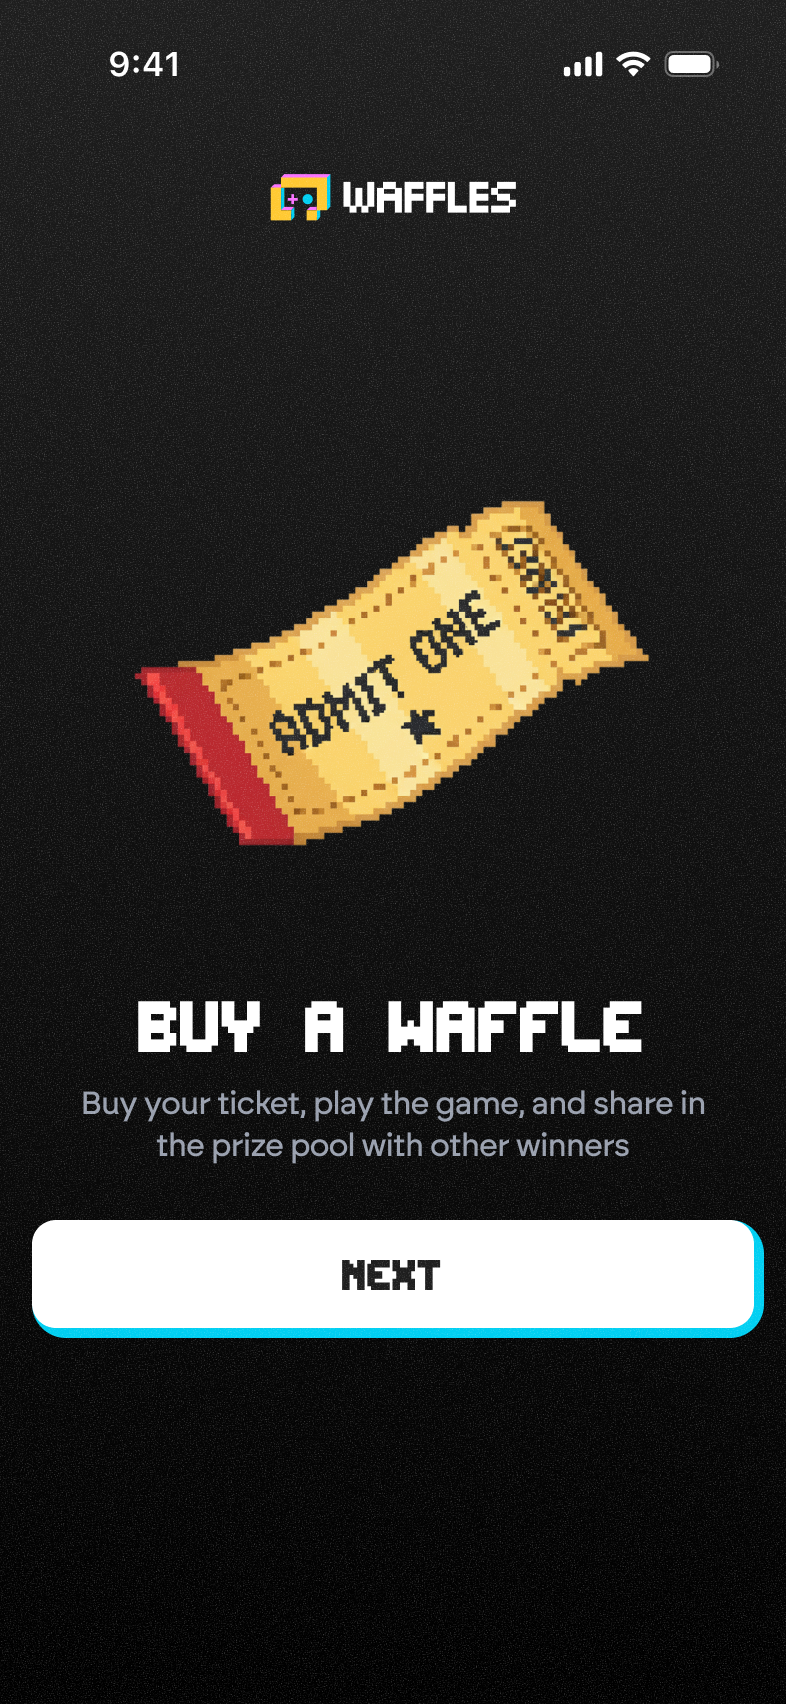 9:41
WAFFLES
ADMIT ONE
BUY A WAFFLE
Buy your ticket, play the game, and share in
the prize pool with other winners
NEXT